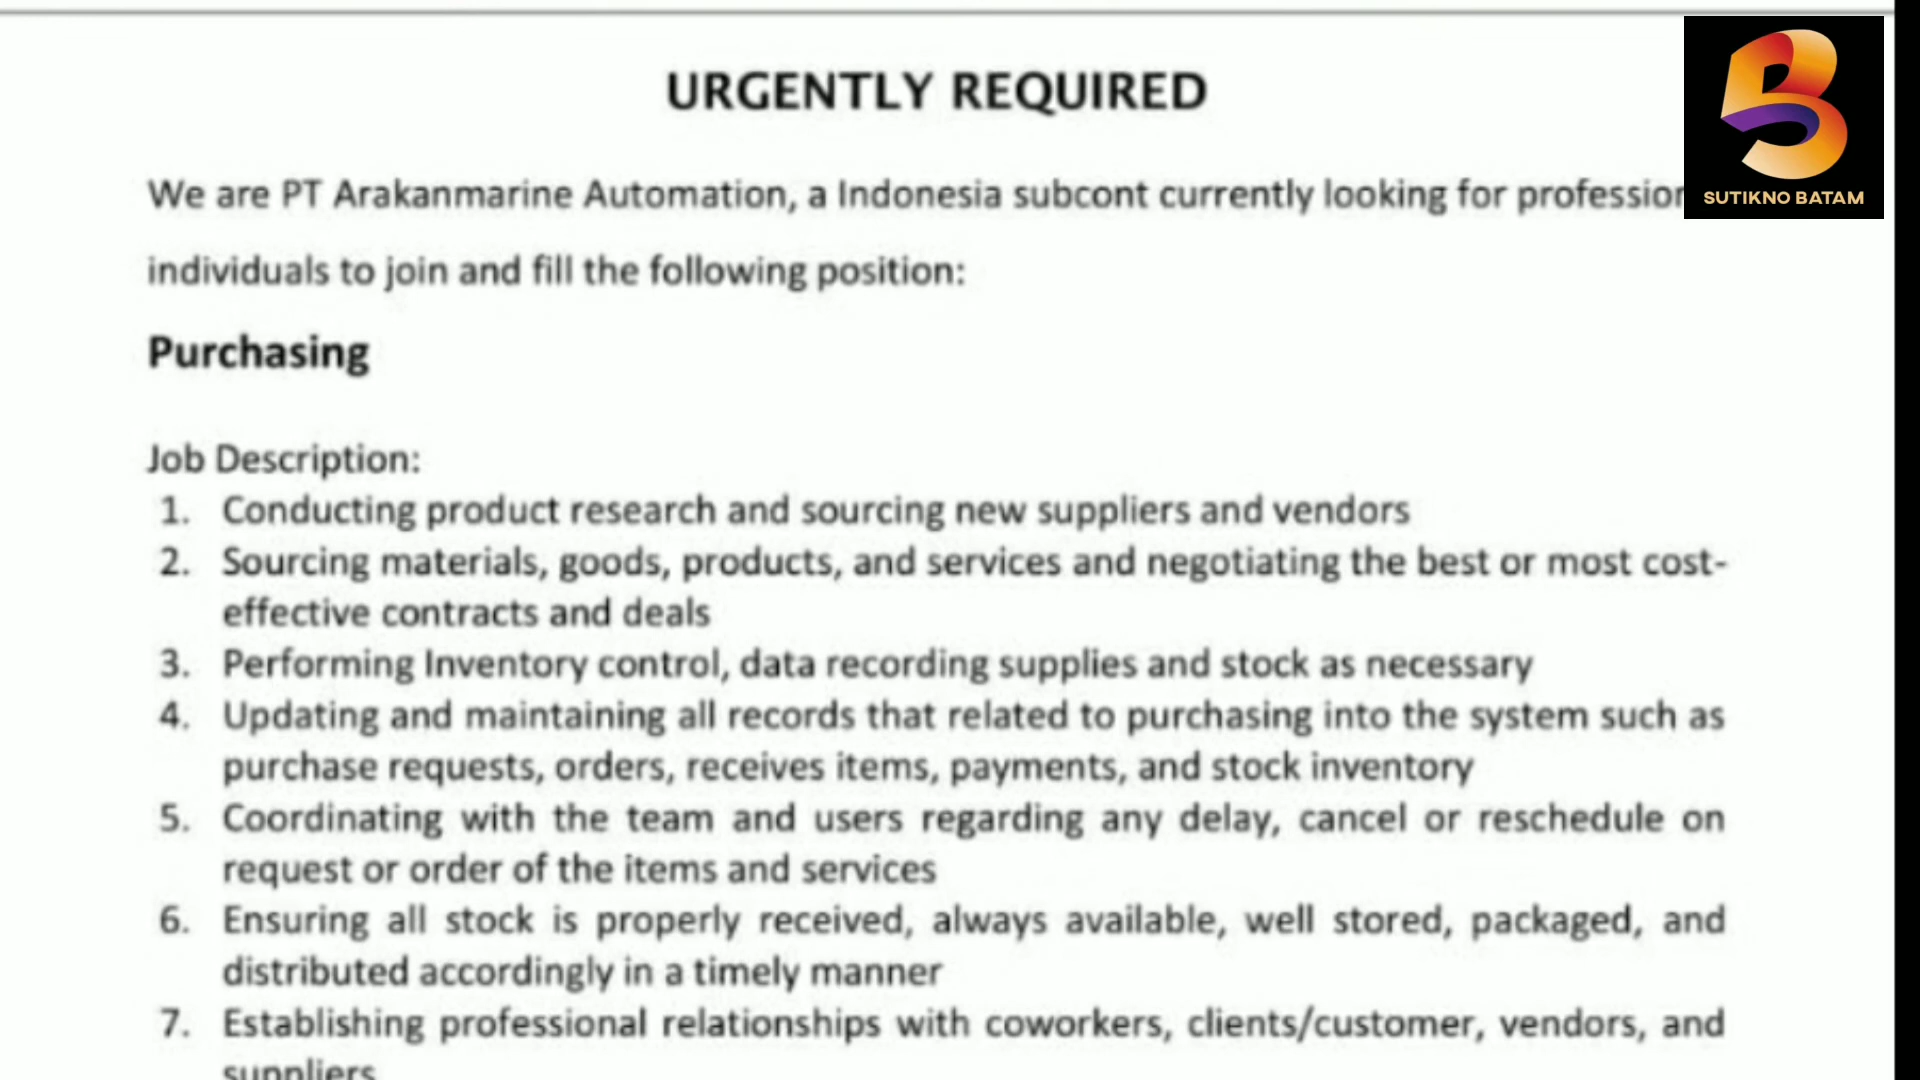 URGENTLY REQUIRED
SUTIKNO BATAM
We are PT Arakanmarine Automation, a Indonesia subcont currently looking for
individuals to join and fill the following position:
Purchasing
Job Description:
1. Conducting product research and sourcing new suppliers and vendors
2. Sourcing materials, goods, products, and services and negotiating the best or most cost-
effective contracts and deals
3. Performing Inventory control, data recording supplies and stock as necessary
4. Updating and maintaining all records that related to purchasing into the system such as
purchase requests, orders, receives items, payments, and stock inventory
5. Coordinating with the team and users regarding any delay, cancel or reschedule on
request or order of the items and services
6. Ensuring all stock is properly received, always available, well stored, packaged, and
distributed accordingly in a timely manner
7. Establishing professional relationships with coworkers, clients/customer, vendors, and
suppliers